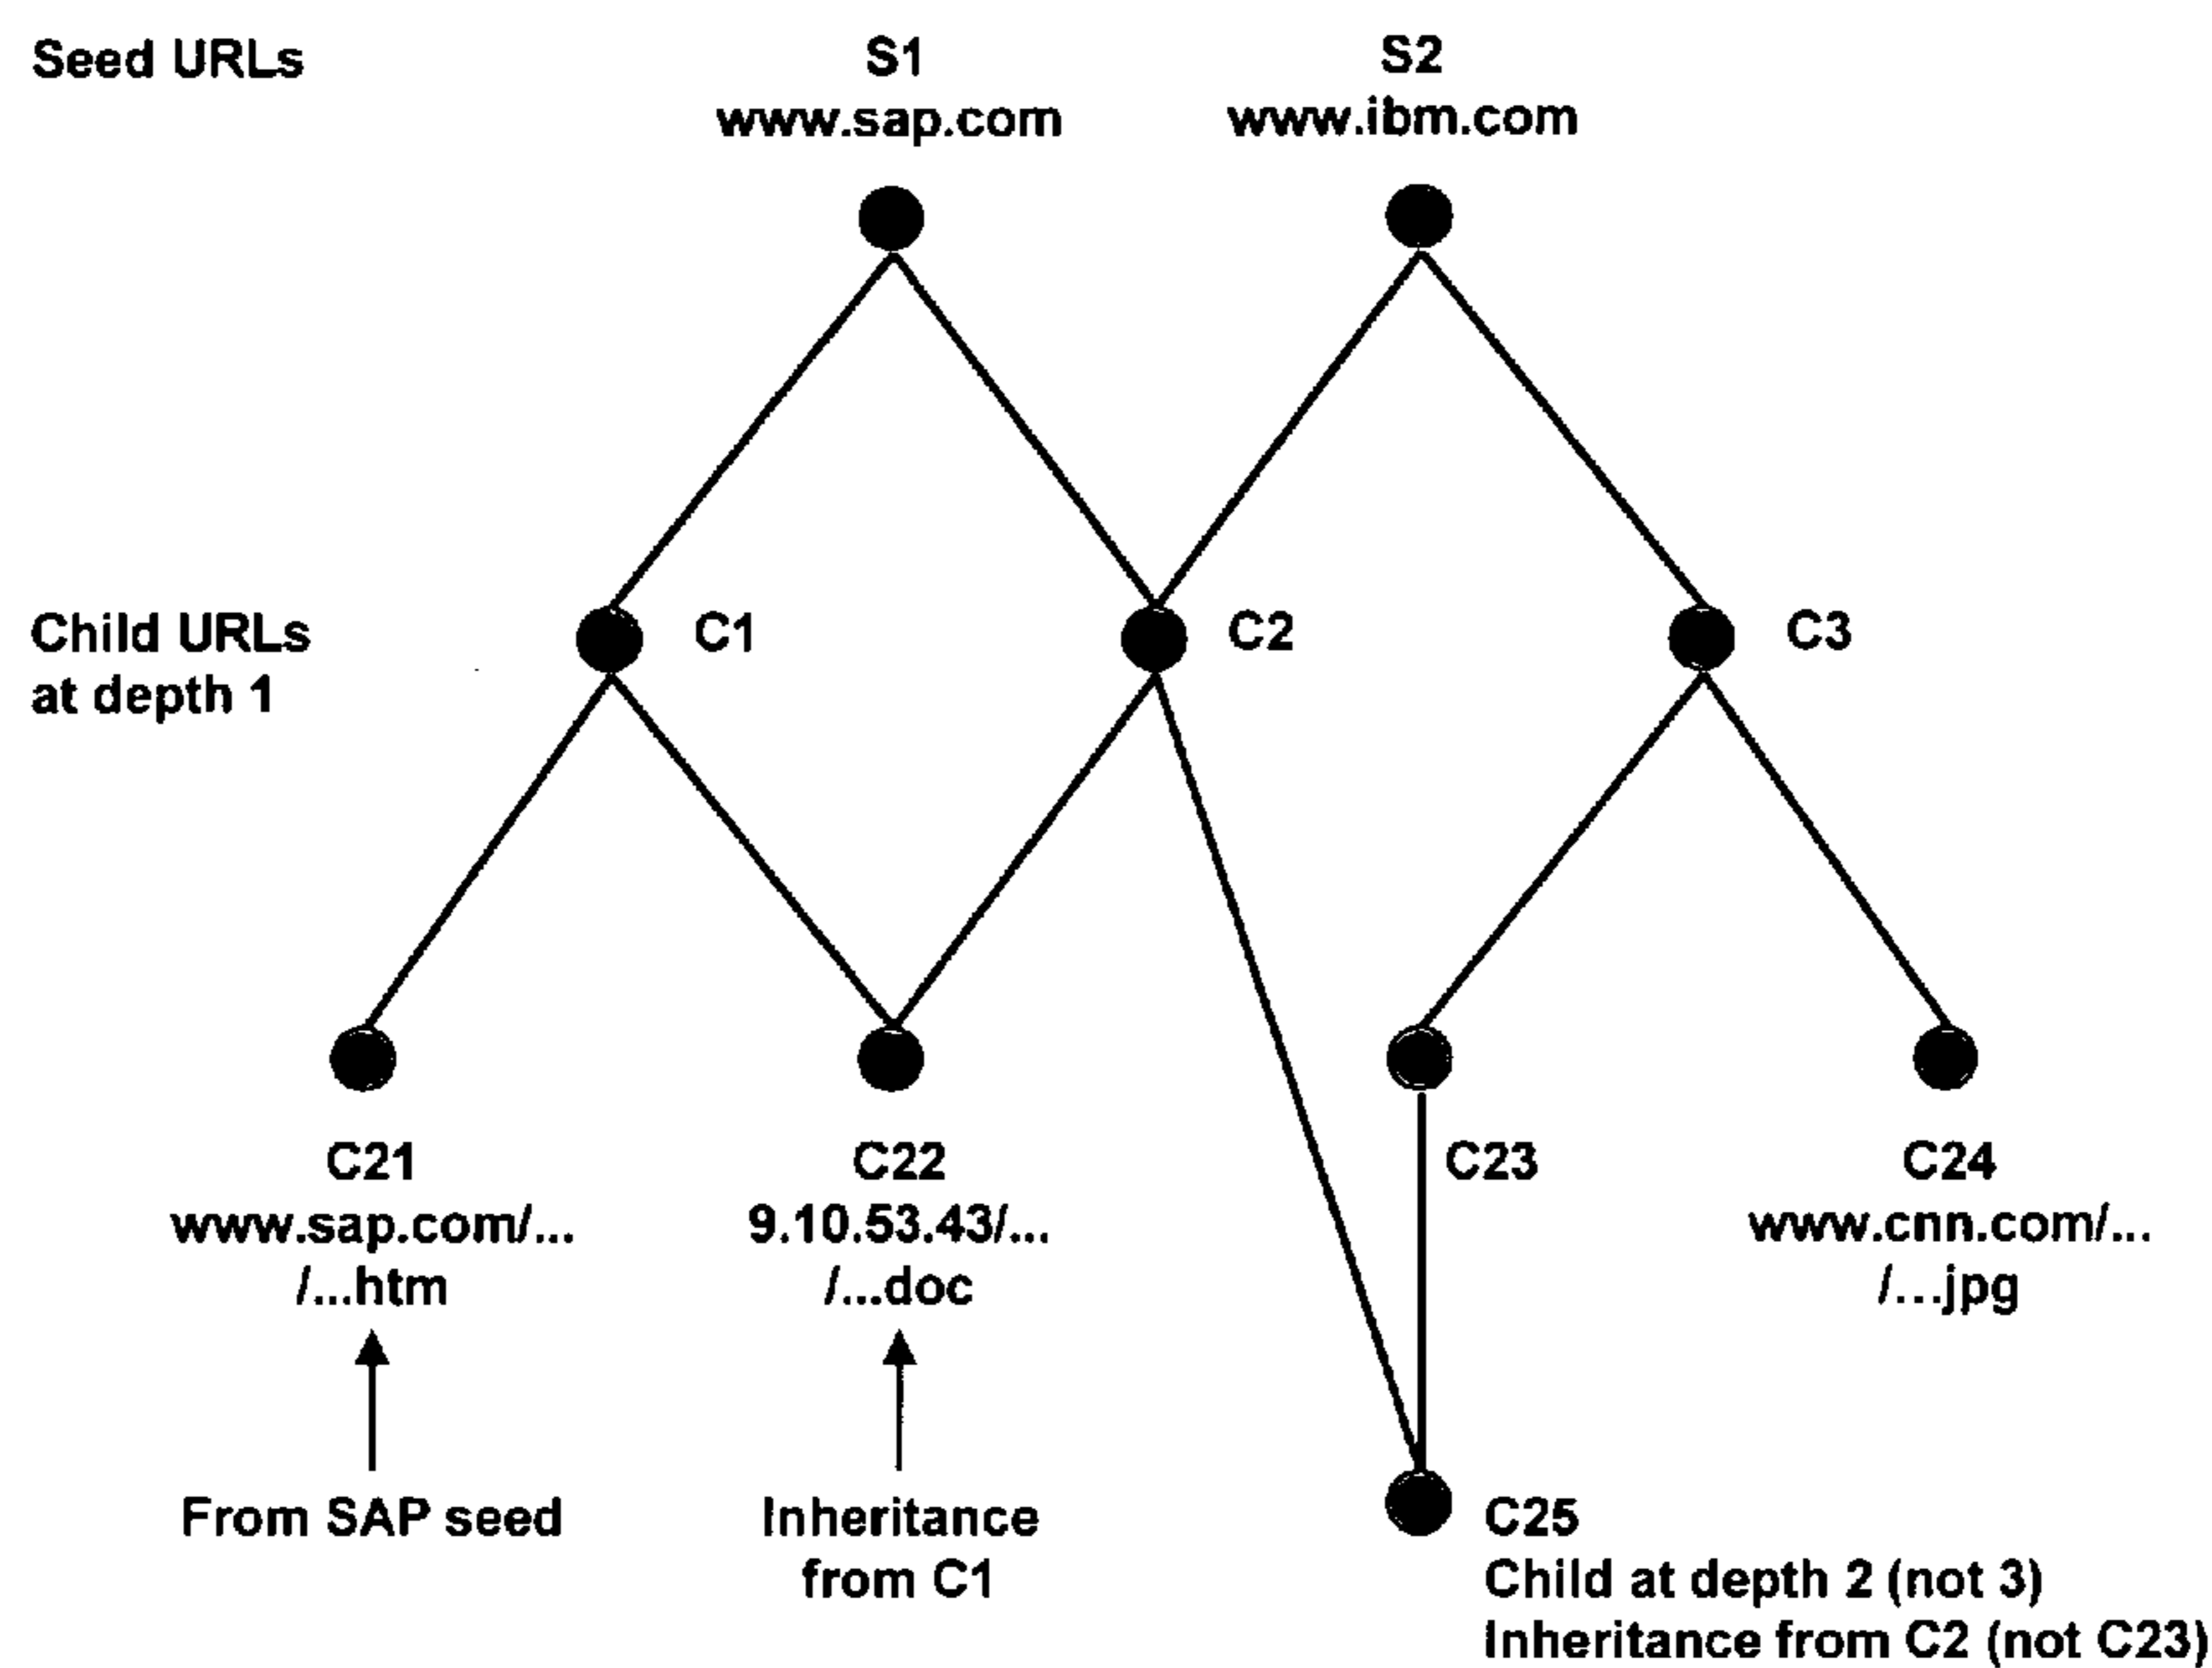 Seed URLs
S1
www.sap.com
S2
www.ibm.com
Child URLs
at depth 1
C1
C2
C3
C21
www.sap.com/...
/...htm
C22
9.10.53.43/...
/...doc
C23
C24
www.cnn.com/...
/...jpg
From SAP seed
Inheritance
from C1
C25
Child at depth 2 (not 3)
Inheritance from C2 (not C23)